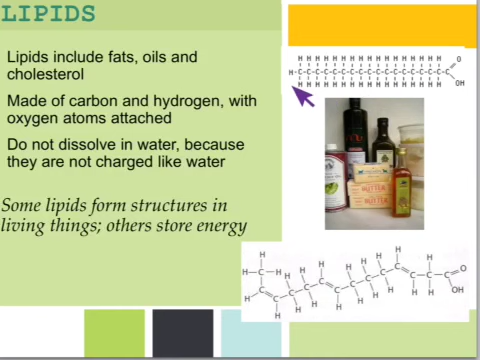 LIPIDS
Lipids include fats, oils and
cholesterol
Made of carbon and hydrogen, with
oxygen atoms attached
Do not dissolve in water, because
they are not charged like water
Some lipids form structures in
living things; others store energy
BUTTER
BUTTER